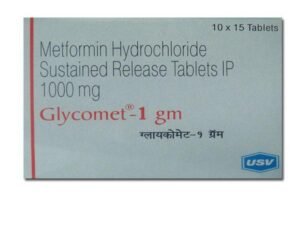 10 x 15 Tablets
Metformin Hydrochloride
Sustained Release Tablets IP
1000 mg
Glycomet®-1 gm
ग्लायकोमेट-१ ग्रॅम
USV